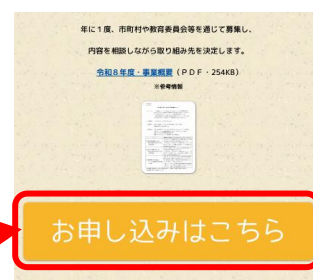 年に１度、市町村や教育委員会等を通じて募集し、
内容を相談しながら取り組み先を決定します。
令和８年度・事業概要（ＰＤＦ・254KB）
※参考情報
お申し込みはこちら